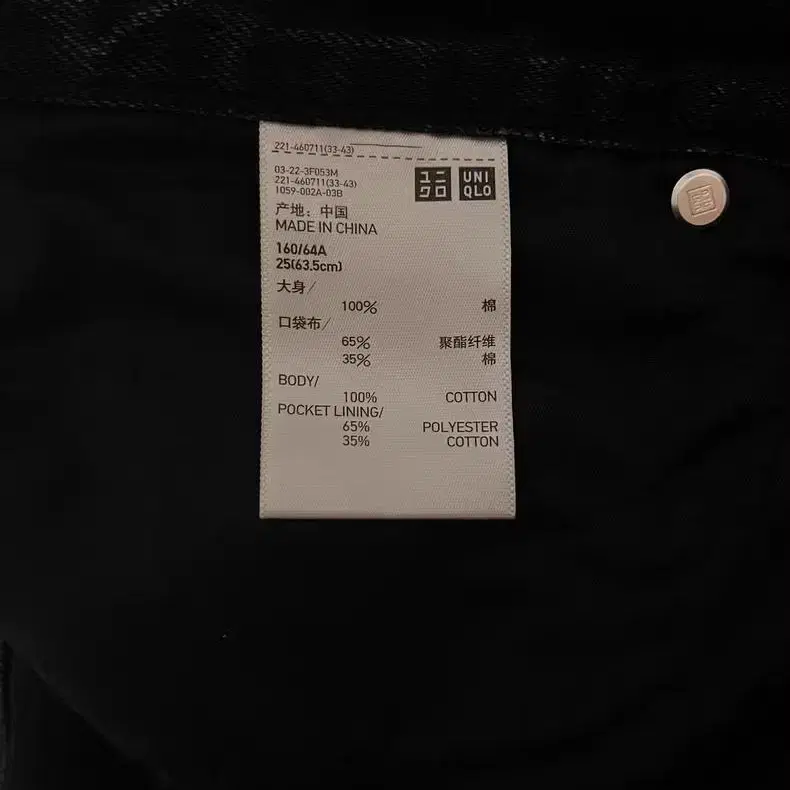 221-460711(33-43)
03-22-3F053M
221-460711(33-43)
1059-002A-03B
ユニ
クロ
UNI
QLO
产地：中国
MADE IN CHINA
160/64A
25(63.5cm)
大身/
100% 棉
口袋布/
65% 聚酯纤维
35% 棉
BODY/
100% COTTON
POCKET LINING/
65% POLYESTER
35% COTTON